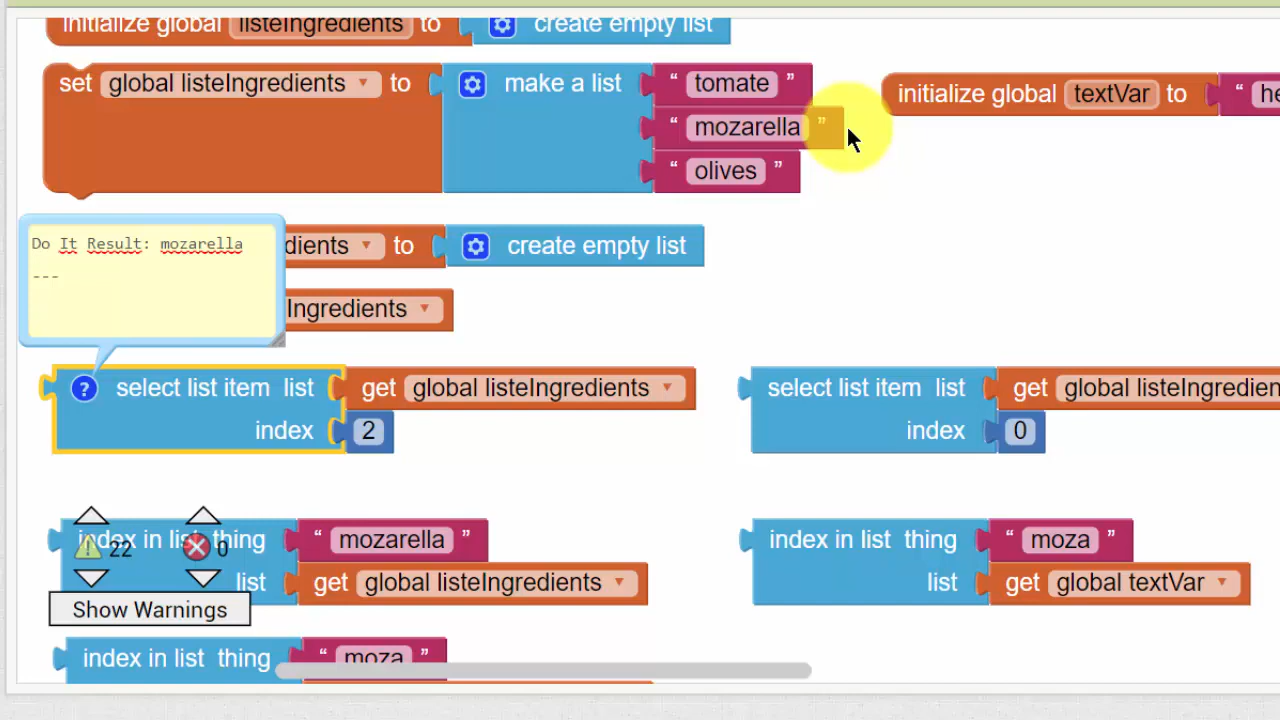 initialize global listeIngredients to create empty list
set global listeIngredients to make a list " tomate "
initialize global textVar to "
" mozarella "
" olives "
Do It Result: mozarella
---
dients to create empty list
Ingredients
? select list item list get global listeIngredients
index 2
select list item list get global listeIngredien
index 0
index in list thing " mozarella "
list get global listeIngredients
22 0
Show Warnings
index in list thing " moza "
list get global textVar
index in list thing " moza "